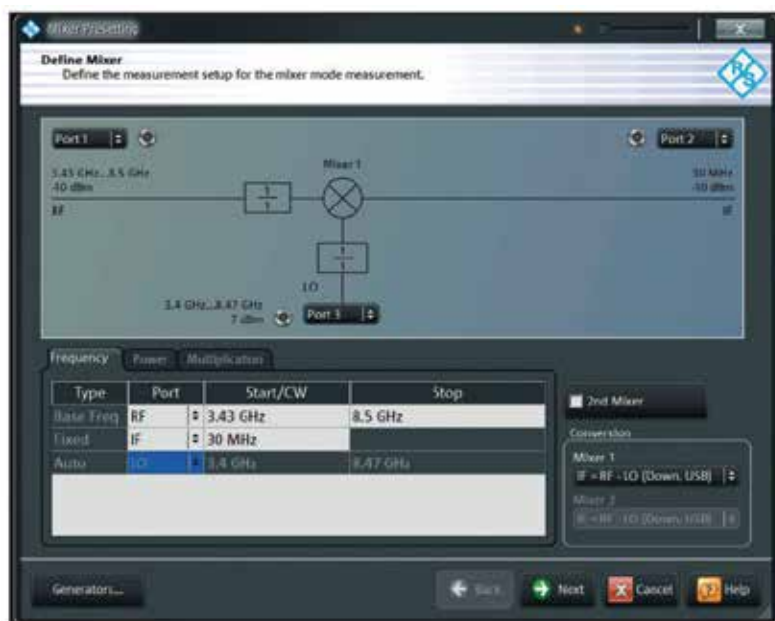 Mixer Presetting
Define Mixer
Define the measurement setup for the mixer mode measurement.
R S
Port 1
Port 2
Mixer 1
3.43 GHz...8.5 GHz
-10 dBm
RF
1
1
30 MHz
-10 dBm
IF
1
1
LO
3.4 GHz...8.47 GHz
7 dBm
Port 3
Frequency Power Multiplication
Type Port Start/CW Stop
Base Freq RF 3.43 GHz 8.5 GHz
Fixed IF 30 MHz
Auto LO 3.4 GHz 8.47 GHz
2nd Mixer
Conversion
Mixer 1
IF = RF - LO (Down, USB)
Mixer 2
IF = RF - LO (Down, USB)
Generators...
Back
Next
Cancel
Help